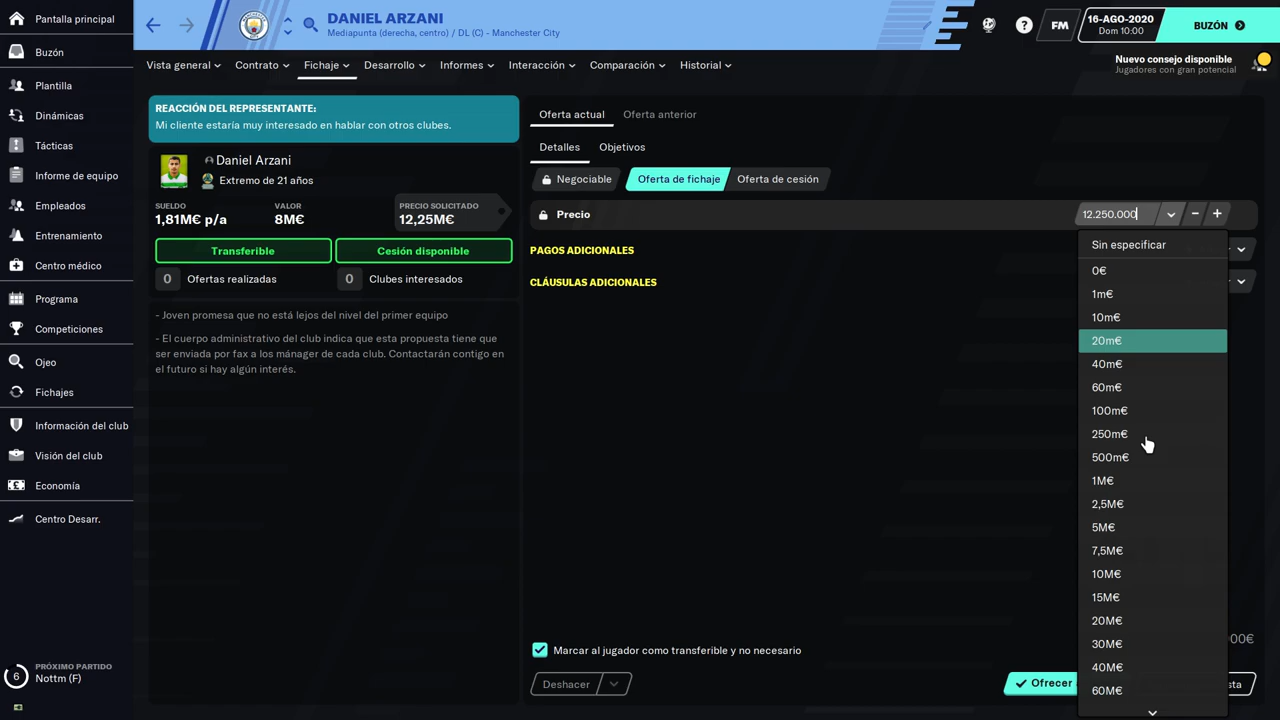 Pantalla principal
Buzón
Plantilla
Dinámicas
Tácticas
Informe de equipo
Empleados
Entrenamiento
Centro médico
Programa
Competiciones
Ojeo
Fichajes
Información del club
Visión del club
Economía
Centro Desarr.
6
PRÓXIMO PARTIDO
Nottm (F)
DANIEL ARZANI
Mediapunta (derecha, centro) / DL (C) - Manchester City
FM
16-AGO-2020
Dom 10:00
BUZÓN
Vista general
Contrato
Fichaje
Desarrollo
Informes
Interacción
Comparación
Historial
Nuevo consejo disponible
Jugadores con gran potencial
REACCIÓN DEL REPRESENTANTE:
Mi cliente estaría muy interesado en hablar con otros clubes.
Daniel Arzani
Extremo de 21 años
SUELDO
1,81M€ p/a
VALOR
8M€
PRECIO SOLICITADO
12,25M€
Transferible
Cesión disponible
0 Ofertas realizadas
0 Clubes interesados
- Joven promesa que no está lejos del nivel del primer equipo
- El cuerpo administrativo del club indica que esta propuesta tiene que
ser enviada por fax a los mánager de cada club. Contactarán contigo en
el futuro si hay algún interés.
Oferta actual
Oferta anterior
Detalles
Objetivos
Negociable
Oferta de fichaje
Oferta de cesión
Precio
12.250.000
- +
PAGOS ADICIONALES
CLÁUSULAS ADICIONALES
Sin especificar
0€
1m€
10m€
20m€
40m€
60m€
100m€
250m€
500m€
1M€
2,5M€
5M€
7,5M€
10M€
15M€
20M€
30M€
40M€
60M€
Marcar al jugador como transferible y no necesario
Deshacer
Ofrecer